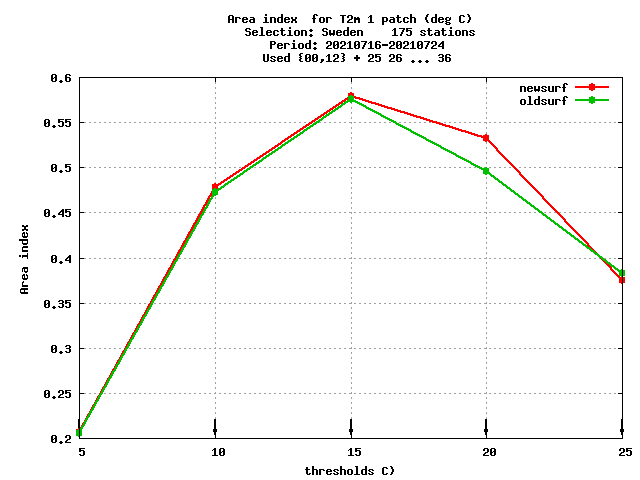 Area index  for T2m 1 patch (deg C)
Selection: Sweden    175 stations
Period: 20210716-20210724
Used {00,12} + 25 26 ... 36
newsurf
oldsurf
0.6
0.55
0.5
0.45
0.4
0.35
0.3
0.25
0.2
Area index
5 10 15 20 25
thresholds C)